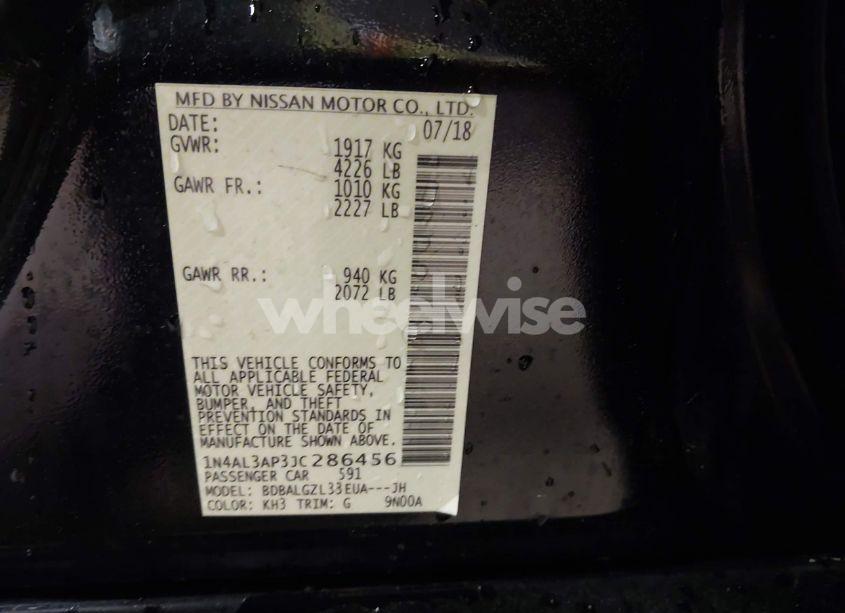 MFD BY NISSAN MOTOR CO., LTD.
DATE: 07/18
GVWR: 1917 KG
4226 LB
GAWR FR.: 1010 KG
2227 LB
GAWR RR.: 940 KG
2072 LB
wheelwise
THIS VEHICLE CONFORMS TO
ALL APPLICABLE FEDERAL
MOTOR VEHICLE SAFETY,
BUMPER, AND THEFT
PREVENTION STANDARDS IN
EFFECT ON THE DATE OF
MANUFACTURE SHOWN ABOVE.
1N4AL3AP3JC286456
PASSENGER CAR 591
MODEL: BDBALGZL33EUA---JH
COLOR: KH3 TRIM: G 9N00A